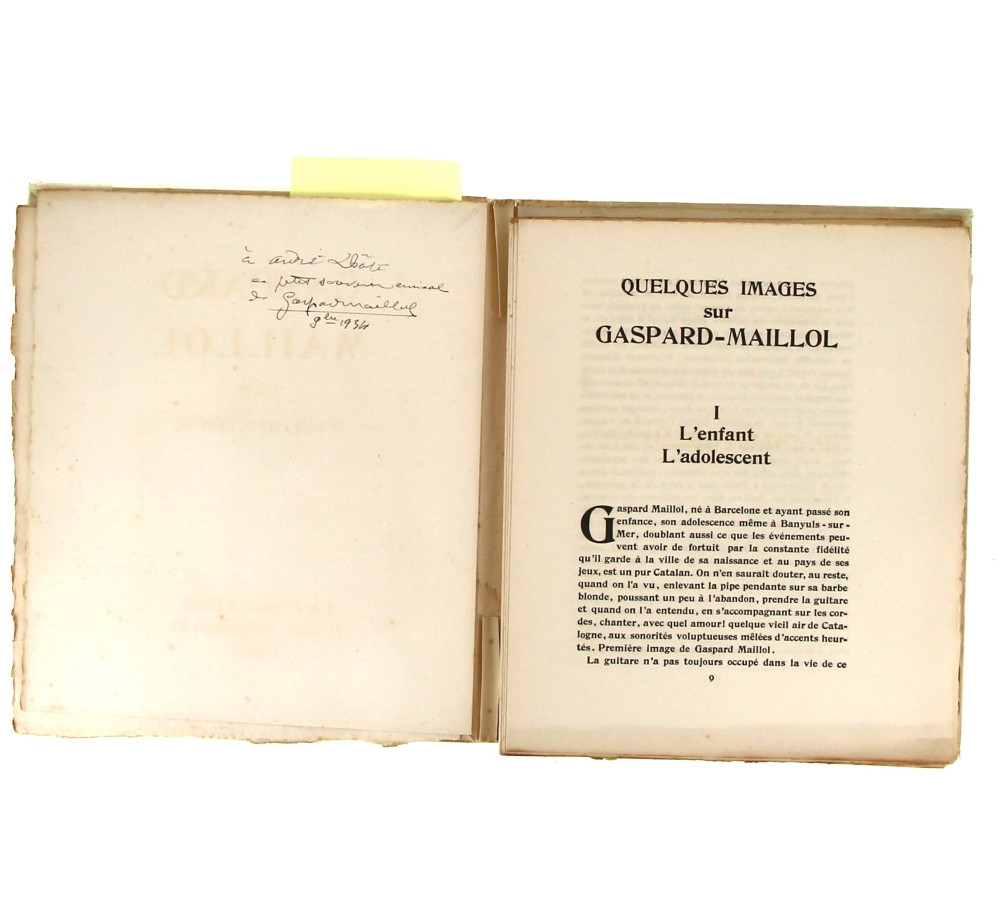 à andré Lhôte
petit souvenir amical
de Gaspardmaillol
9bre 1934
QUELQUES IMAGES
sur
GASPARD-MAILLOL
I
L'enfant
L'adolescent
Gaspard Maillol, né à Barcelone et ayant passé son
enfance, son adolescence même à Banyuls-sur-
Mer, doublant aussi ce que les événements peu-
vent avoir de fortuit par la constante fidélité
qu'il garde à la ville de sa naissance et au pays de ses
jeux, est un pur Catalan. On n'en saurait douter, au reste,
quand on l'a vu, enlevant la pipe pendante sur sa barbe
blonde, poussant un peu à l'abandon, prendre la guitare
et quand on l'a entendu, en s'accompagnant sur les cor-
des, chanter, avec quel amour! quelque vieil air de Cata-
logne, aux sonorités voluptueuses mêlées d'accents heur-
tés. Première image de Gaspard Maillol.
La guitare n'a pas toujours occupé dans la vie de ce
9